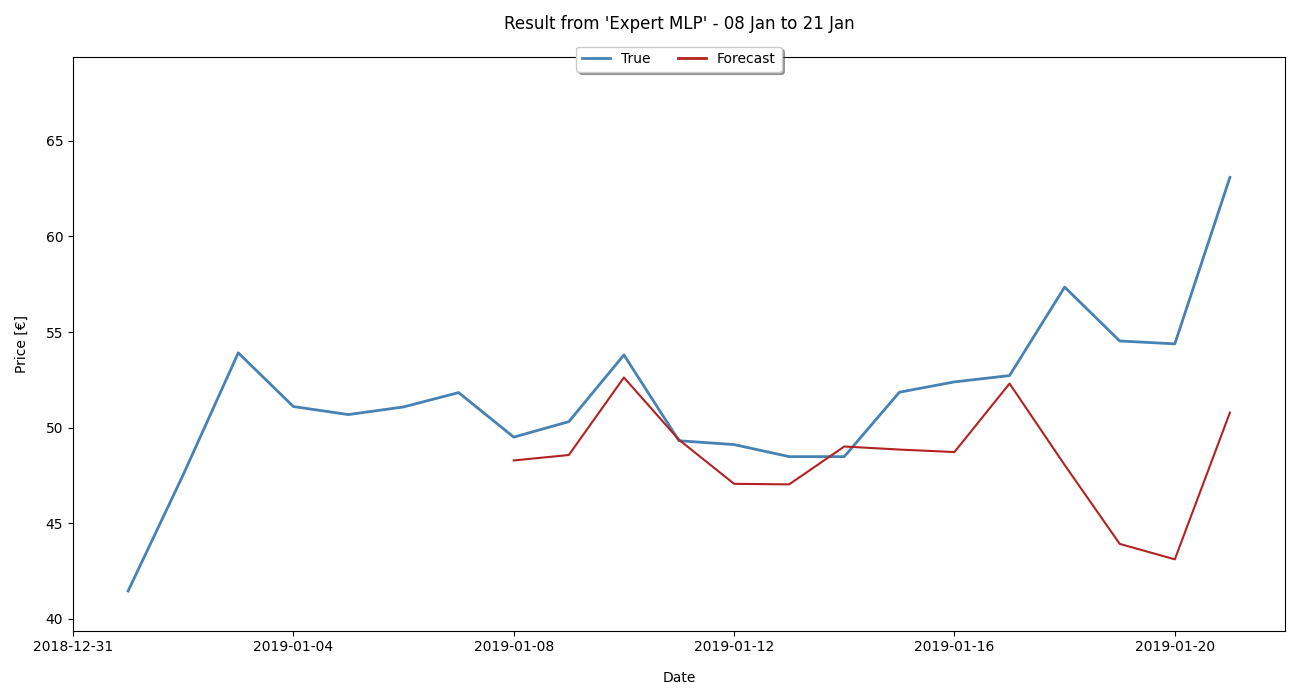 Result from 'Expert MLP' - 08 Jan to 21 Jan
True Forecast
65
60
55
50
45
40
Price [€]
2018-12-31 2019-01-04 2019-01-08 2019-01-12 2019-01-16 2019-01-20
Date